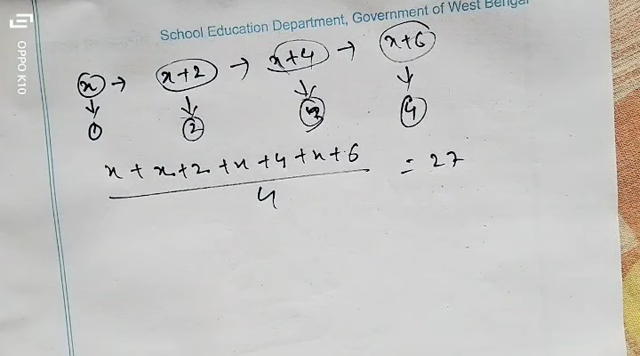 School Education Department, Government of West Bengal
x → x+2 → x+4 → x+6
↓ ↓ ↓ ↓
1 2 3 4
x + x+2 + x + 4 + x + 6 = 27
4
OPPO K10